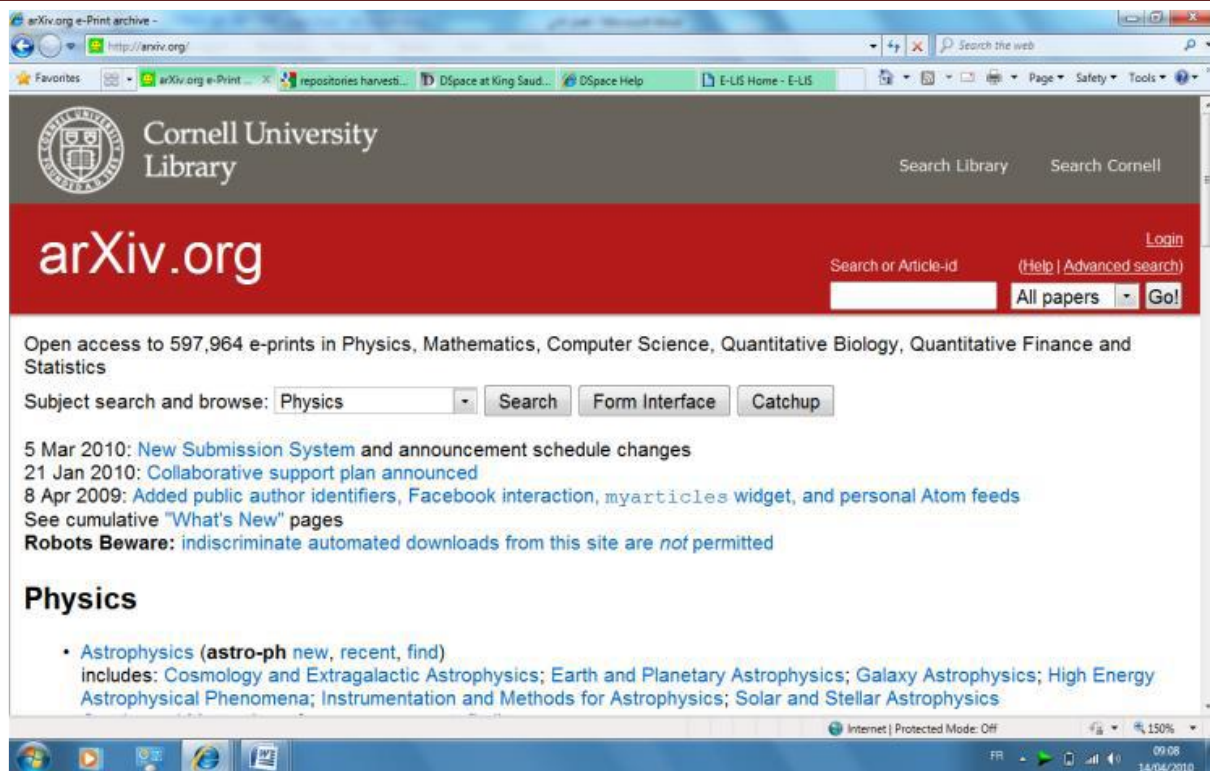 arXiv.org e-Print archive -
http://arxiv.org/
Search the web
Favorites
arXiv.org e-Print ...
repositories harvesti...
DSpace at King Saud...
DSpace Help
E-LIS Home - E-LIS
Page
Safety
Tools
Cornell University
Library
Search Library
Search Cornell
arXiv.org
Login
Search or Article-id
(Help | Advanced search)
All papers
Go!
Open access to 597,964 e-prints in Physics, Mathematics, Computer Science, Quantitative Biology, Quantitative Finance and
Statistics
Subject search and browse: Physics Search Form Interface Catchup
5 Mar 2010: New Submission System and announcement schedule changes
21 Jan 2010: Collaborative support plan announced
8 Apr 2009: Added public author identifiers, Facebook interaction, myarticles widget, and personal Atom feeds
See cumulative "What's New" pages
Robots Beware: indiscriminate automated downloads from this site are not permitted
Physics
• Astrophysics (astro-ph new, recent, find)
includes: Cosmology and Extragalactic Astrophysics; Earth and Planetary Astrophysics; Galaxy Astrophysics; High Energy
Astrophysical Phenomena; Instrumentation and Methods for Astrophysics; Solar and Stellar Astrophysics
Internet | Protected Mode: Off
150%
FR
09:08
14/04/2010